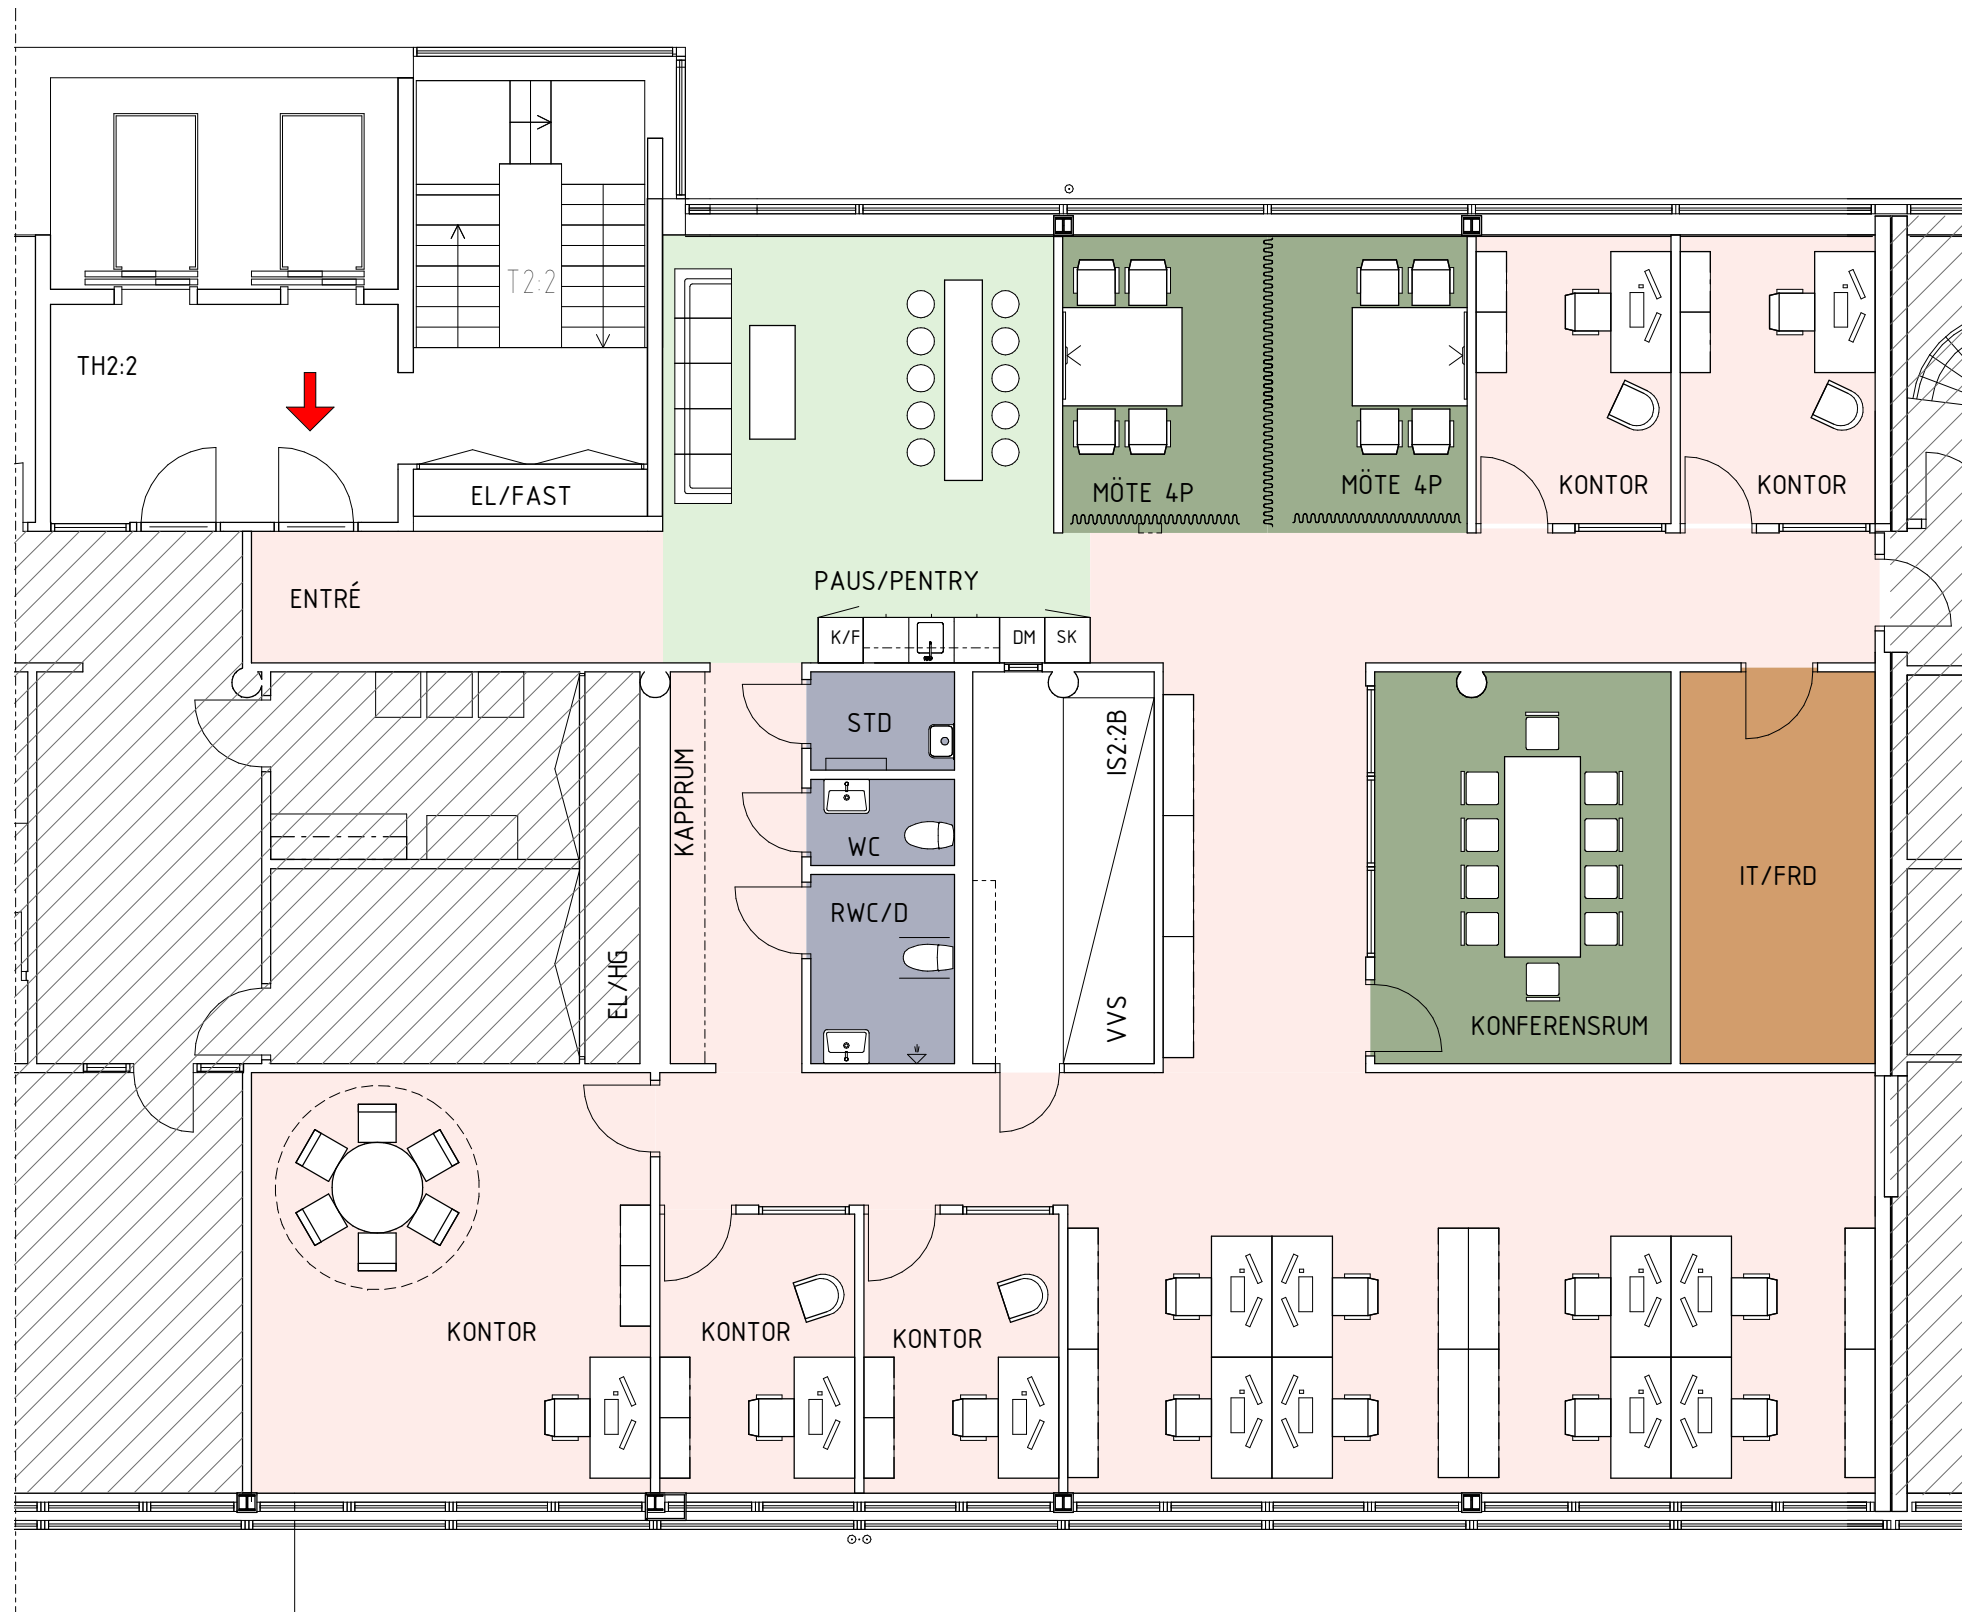 T2:2
TH2:2
EL/FAST
MÖTE 4P
MÖTE 4P
KONTOR
KONTOR
ENTRÉ
PAUS/PENTRY
K/F
DM
SK
STD
KAPPRUM
IS2:2B
WC
IT/FRD
RWC/D
EL/HG
VVS
KONFERENSRUM
KONTOR
KONTOR
KONTOR